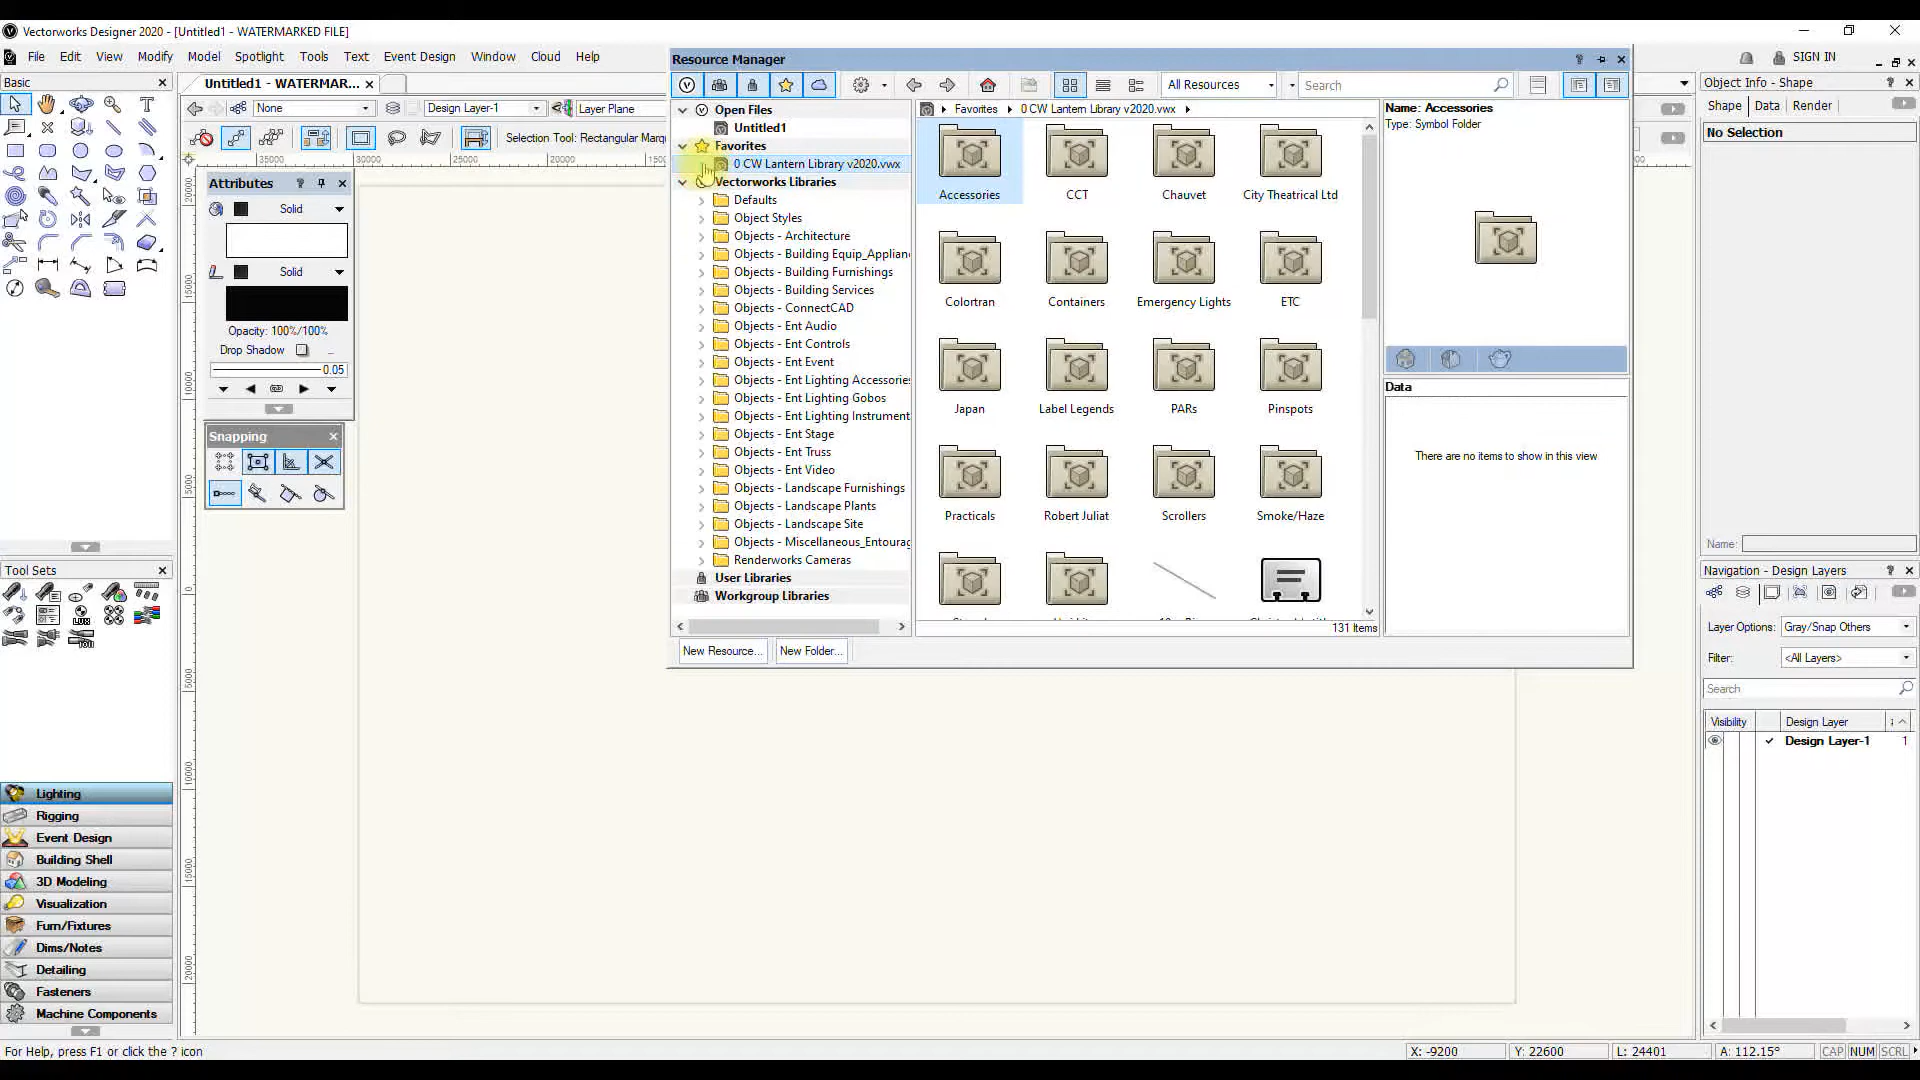 Vectorworks Designer 2020 - [Untitled1 - WATERMARKED FILE]
File Edit View Modify Model Spotlight Tools Text Event Design Window Cloud Help
SIGN IN
Basic
Untitled1 - WATERMAR...
None
Design Layer-1
Layer Plane
Selection Tool: Rectangular Marq
35000 30000 25000 20000
Attributes
Solid
Solid
Opacity: 100%/100%
Drop Shadow
0.05
Snapping
Tool Sets
Lighting
Rigging
Event Design
Building Shell
3D Modeling
Visualization
Furn/Fixtures
Dims/Notes
Detailing
Fasteners
Machine Components
Resource Manager
All Resources
Search
Open Files
Untitled1
Favorites
0 CW Lantern Library v2020.vwx
Vectorworks Libraries
Defaults
Object Styles
Objects - Architecture
Objects - Building Equip_Applian
Objects - Building Furnishings
Objects - Building Services
Objects - ConnectCAD
Objects - Ent Audio
Objects - Ent Controls
Objects - Ent Event
Objects - Ent Lighting Accessories
Objects - Ent Lighting Gobos
Objects - Ent Lighting Instrument
Objects - Ent Stage
Objects - Ent Truss
Objects - Ent Video
Objects - Landscape Furnishings
Objects - Landscape Plants
Objects - Landscape Site
Objects - Miscellaneous_Entourag
Renderworks Cameras
User Libraries
Workgroup Libraries
New Resource...
New Folder...
Favorites 0 CW Lantern Library v2020.vwx
Accessories CCT Chauvet City Theatrical Ltd
Colortran Containers Emergency Lights ETC
Japan Label Legends PARs Pinspots
Practicals Robert Juliat Scrollers Smoke/Haze
131 Items
Name: Accessories
Type: Symbol Folder
Data
There are no items to show in this view
Object Info - Shape
Shape Data Render
No Selection
Name:
Navigation - Design Layers
Layer Options: Gray/Snap Others
Filter: <All Layers>
Search
Visibility Design Layer
Design Layer-1 1
For Help, press F1 or click the ? icon
X: -9200 Y: 22600 L: 24401 A: 112.15° CAP NUM SCRL